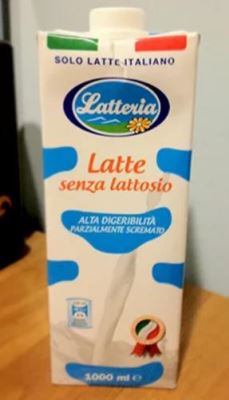 SOLO LATTE ITALIANO
Latteria
Latte
senza lattosio
ALTA DIGERIBILITÀ
PARZIALMENTE SCREMATO
1000 ml ℮